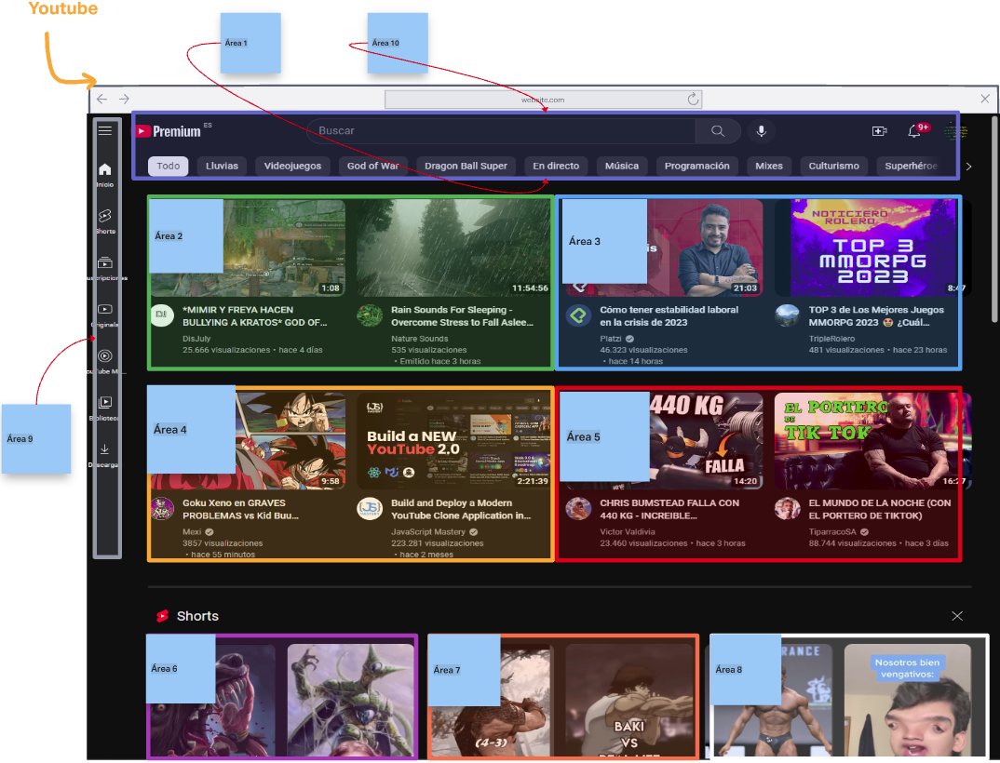 Youtube
Área 1
Área 10
website.com
Premium ES
Buscar
9+
Todo
Lluvias
Videojuegos
God of War
Dragon Ball Super
En directo
Música
Programación
Mixes
Culturismo
Superhéroe
Inicio
Shorts
uscripciones
Originals
ouTube M...
Biblioteca
Descarga
Área 9
Área 2
1:08
11:54:56
Área 3
is
21:03
NOTICIERO
ROLERO
TOP 3
MMORPG
2023
8:47
*MIMIR Y FREYA HACEN
BULLYING A KRATOS* GOD OF...
DisJuly
25.666 visualizaciones • hace 4 días
Rain Sounds For Sleeping -
Overcome Stress to Fall Aslee...
Nature Sounds
535 visualizaciones
• Emitido hace 3 horas
Cómo tener estabilidad laboral
en la crisis de 2023
Platzi
46.323 visualizaciones
• hace 14 horas
TOP 3 de Los Mejores Juegos
MMORPG 2023 🤩 ¿Cuál...
TripleRolero
481 visualizaciones • hace 23 horas
Área 4
9:58
JS
Build a NEW
YouTube 2.0
2:21:39
Área 5
440 KG
FALLA
14:20
EL PORTERO
DE
TIK TOK
16:27
Goku Xeno en GRAVES
PROBLEMAS vs Kid Buu...
Mexi
3857 visualizaciones
• hace 55 minutos
Build and Deploy a Modern
YouTube Clone Application in...
JavaScript Mastery
223.281 visualizaciones
• hace 2 meses
CHRIS BUMSTEAD FALLA CON
440 KG - INCREIBLE...
Victor Valdivia
23.460 visualizaciones • hace 3 horas
EL MUNDO DE LA NOCHE (CON
EL PORTERO DE TIKTOK)
TiparracoSA
88.744 visualizaciones • hace 3 días
Shorts
Área 6
Área 7
(4-3)
BAKI
VS
Área 8
RANCE
Nosotros bien
vengativos: